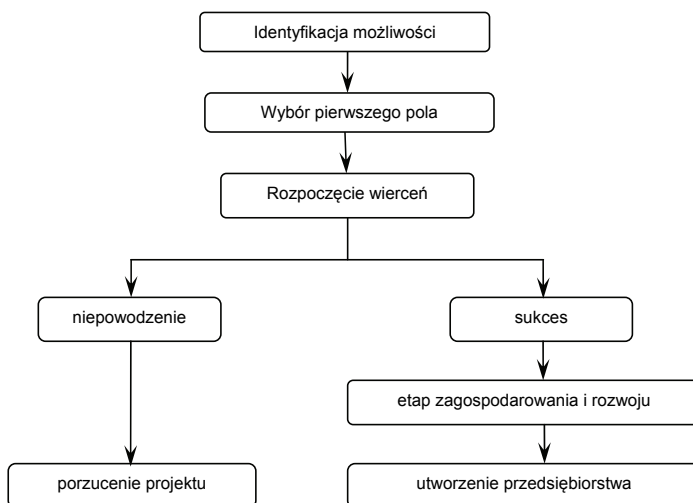 Identyfikacja możliwości
Wybór pierwszego pola
Rozpoczęcie wierceń
niepowodzenie
sukces
etap zagospodarowania i rozwoju
porzucenie projektu
utworzenie przedsiębiorstwa